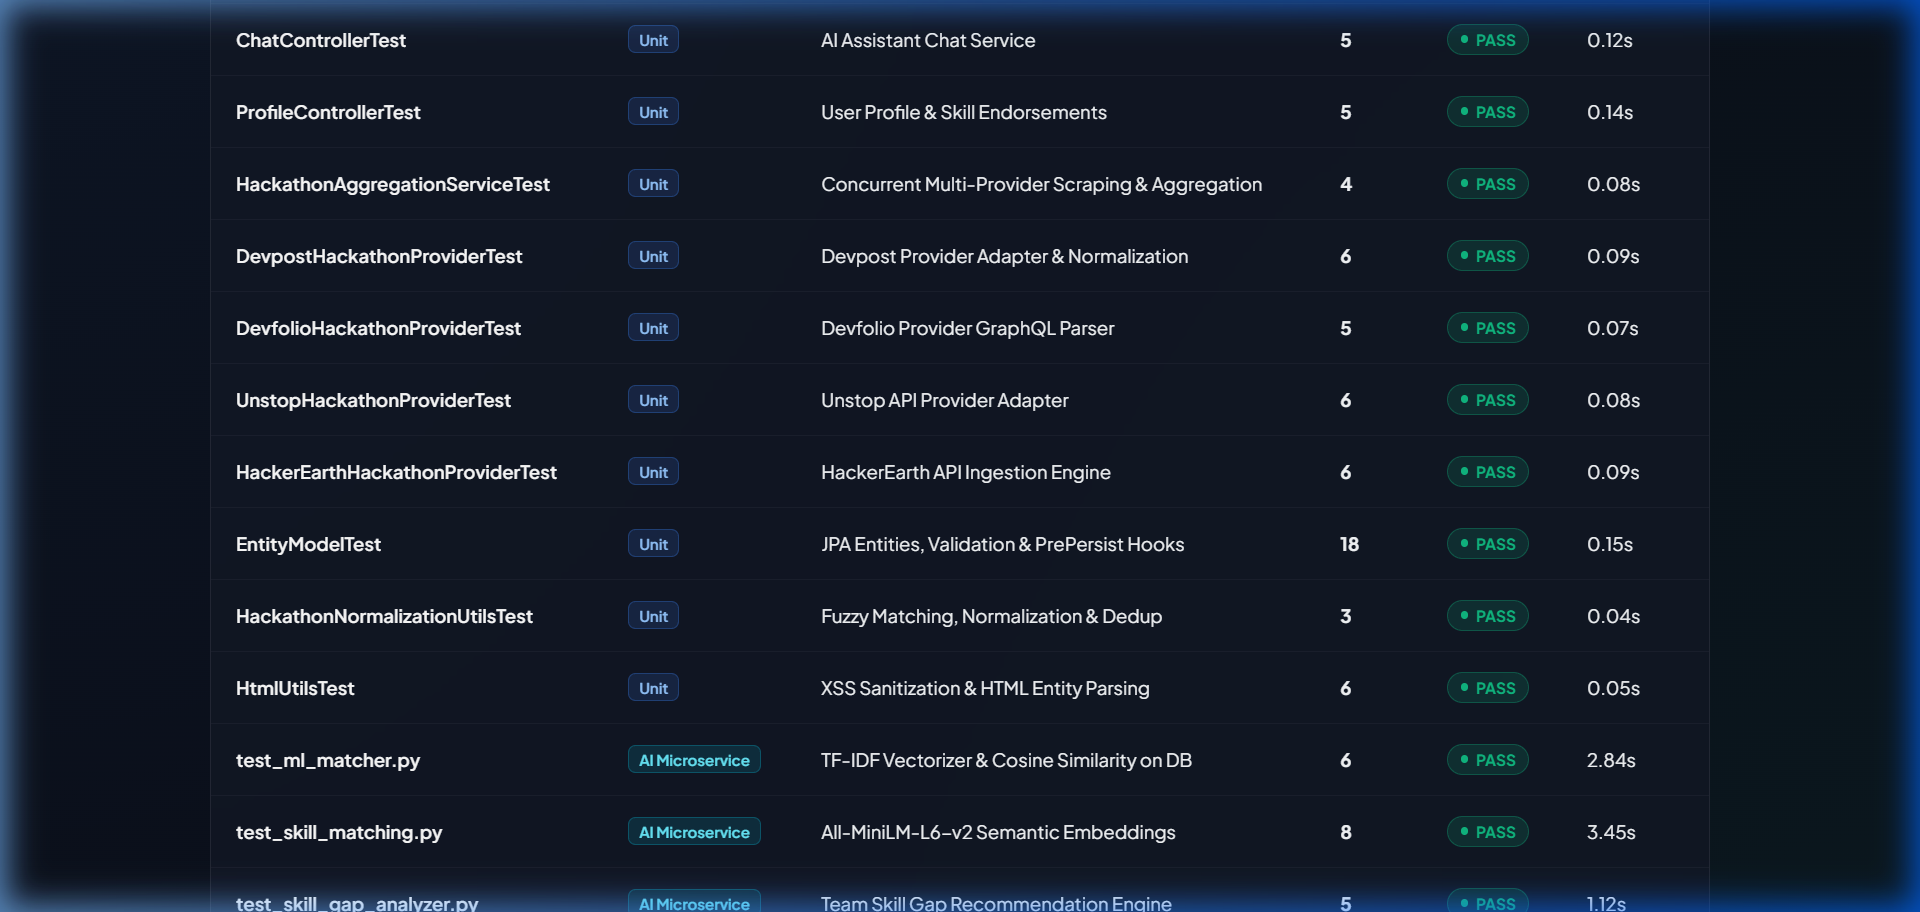 ChatControllerTest Unit AI Assistant Chat Service 5 PASS 0.12s
ProfileControllerTest Unit User Profile & Skill Endorsements 5 PASS 0.14s
HackathonAggregationServiceTest Unit Concurrent Multi-Provider Scraping & Aggregation 4 PASS 0.08s
DevpostHackathonProviderTest Unit Devpost Provider Adapter & Normalization 6 PASS 0.09s
DevfolioHackathonProviderTest Unit Devfolio Provider GraphQL Parser 5 PASS 0.07s
UnstopHackathonProviderTest Unit Unstop API Provider Adapter 6 PASS 0.08s
HackerEarthHackathonProviderTest Unit HackerEarth API Ingestion Engine 6 PASS 0.09s
EntityModelTest Unit JPA Entities, Validation & PrePersist Hooks 18 PASS 0.15s
HackathonNormalizationUtilsTest Unit Fuzzy Matching, Normalization & Dedup 3 PASS 0.04s
HtmlUtilsTest Unit XSS Sanitization & HTML Entity Parsing 6 PASS 0.05s
test_ml_matcher.py AI Microservice TF-IDF Vectorizer & Cosine Similarity on DB 6 PASS 2.84s
test_skill_matching.py AI Microservice All-MiniLM-L6-v2 Semantic Embeddings 8 PASS 3.45s
test_skill_gap_analyzer.py AI Microservice Team Skill Gap Recommendation Engine 5 PASS 1.12s